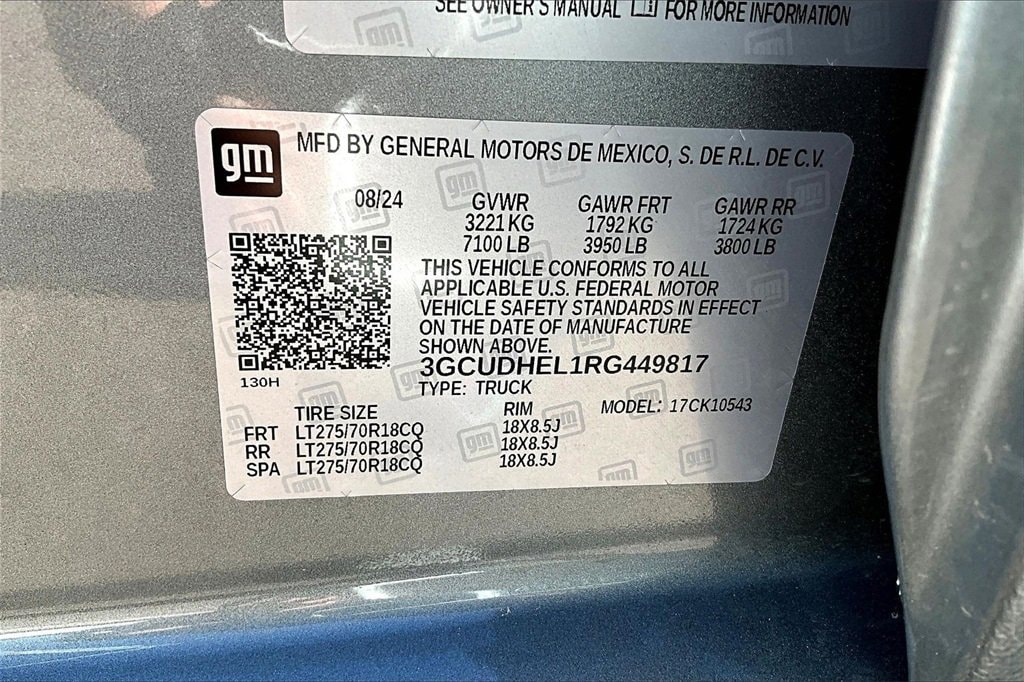 SEE OWNER'S MANUAL FOR MORE INFORMATION
gm
MFD BY GENERAL MOTORS DE MEXICO, S. DE R.L. DE C.V.
08/24 GVWR GAWR FRT GAWR RR
3221 KG 1792 KG 1724 KG
7100 LB 3950 LB 3800 LB
THIS VEHICLE CONFORMS TO ALL
APPLICABLE U.S. FEDERAL MOTOR
VEHICLE SAFETY STANDARDS IN EFFECT
ON THE DATE OF MANUFACTURE
SHOWN ABOVE.
3GCUDHEL1RG449817
130H
TYPE: TRUCK
TIRE SIZE RIM MODEL: 17CK10543
FRT LT275/70R18CQ 18X8.5J
RR LT275/70R18CQ 18X8.5J
SPA LT275/70R18CQ 18X8.5J